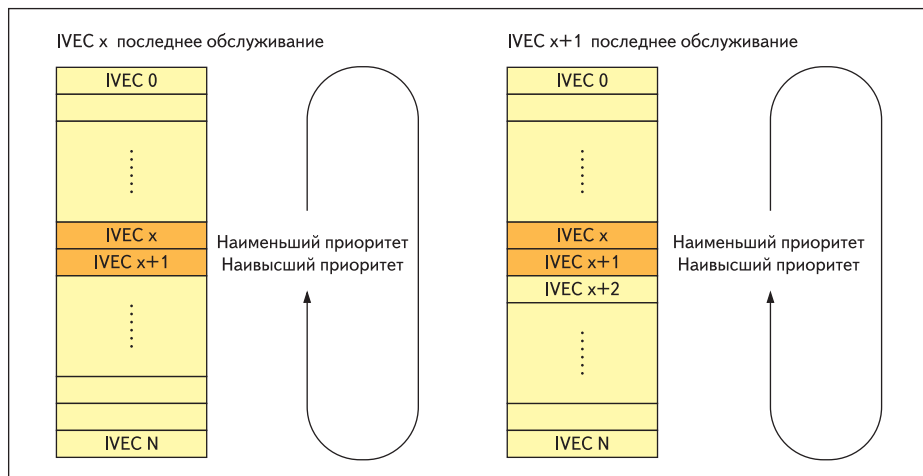 IVEC x последнее обслуживание
IVEC 0
IVEC x
IVEC x+1
IVEC N
Наименьший приоритет
Наивысший приоритет
IVEC x+1 последнее обслуживание
IVEC 0
IVEC x
IVEC x+1
IVEC x+2
IVEC N
Наименьший приоритет
Наивысший приоритет